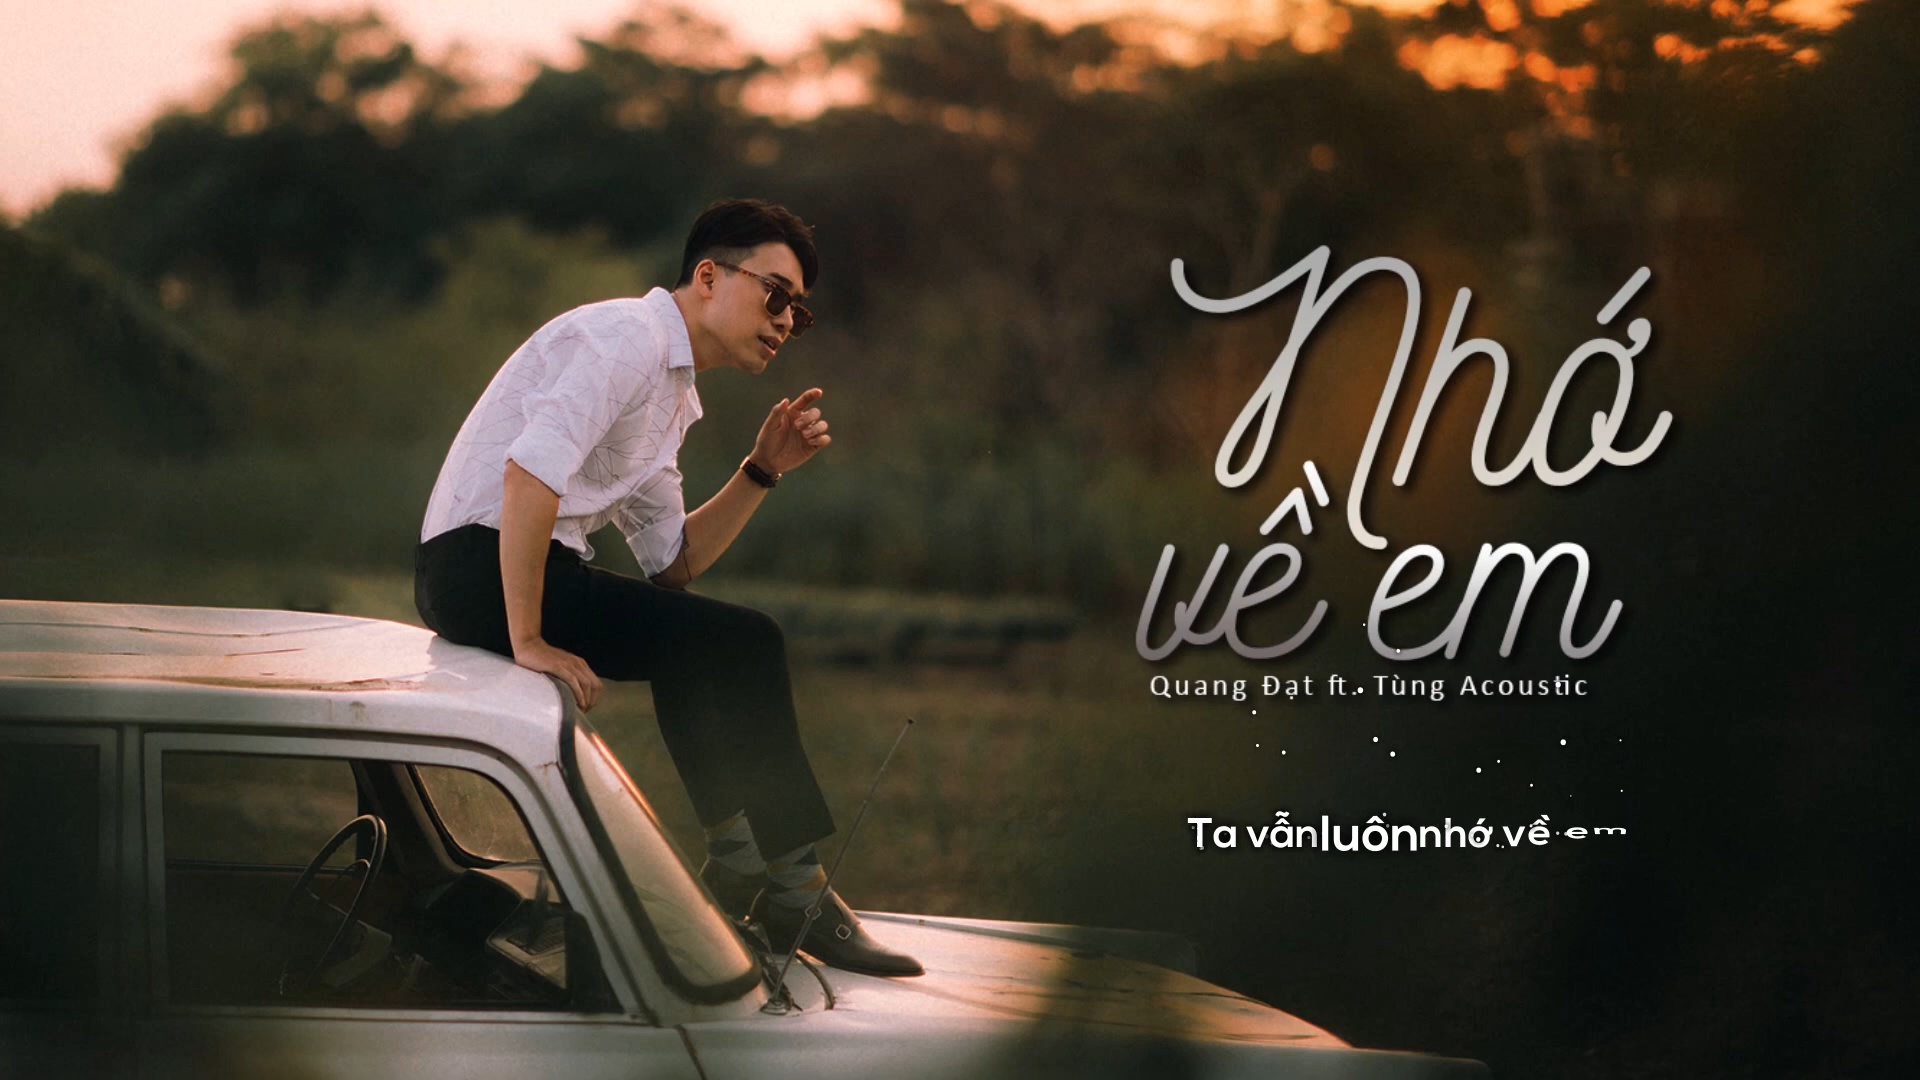 Nhớ
về em
Quang Đạt ft. Tùng Acoustic
Ta vẫn luôn nhớ về em